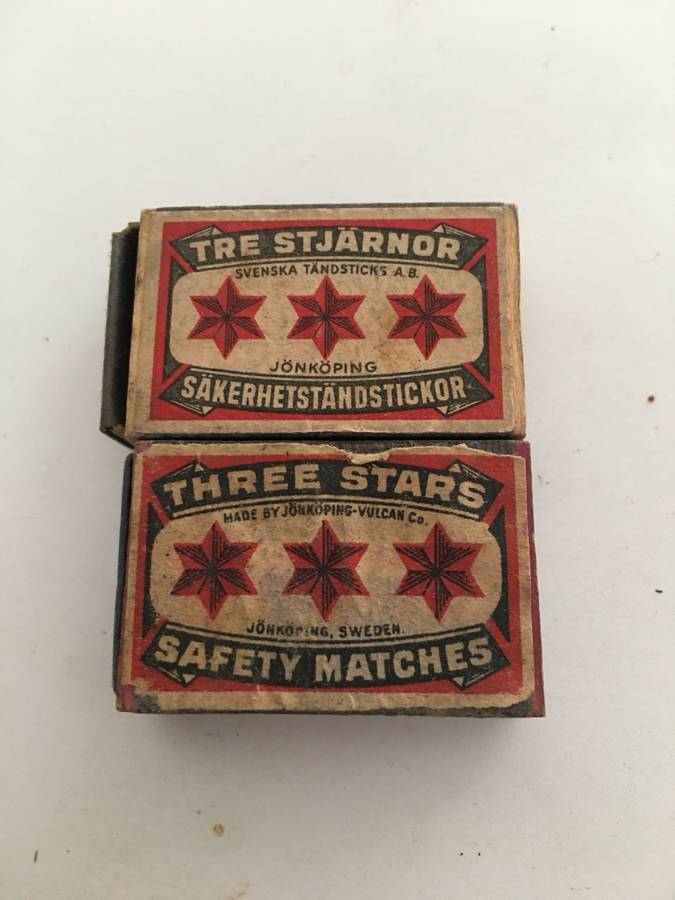 TRE STJÄRNOR
SVENSKA TÄNDSTICKS A.B.
JÖNKÖPING
SÄKERHETSTÄNDSTICKOR
THREE STARS
MADE BY JÖNKÖPING-VULCAN Co.
JÖNKÖPING, SWEDEN.
SAFETY MATCHES